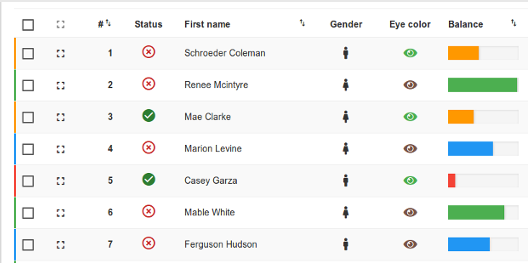 # Status First name Gender Eye color Balance
1 Schroeder Coleman
2 Renee Mcintyre
3 Mae Clarke
4 Marion Levine
5 Casey Garza
6 Mable White
7 Ferguson Hudson